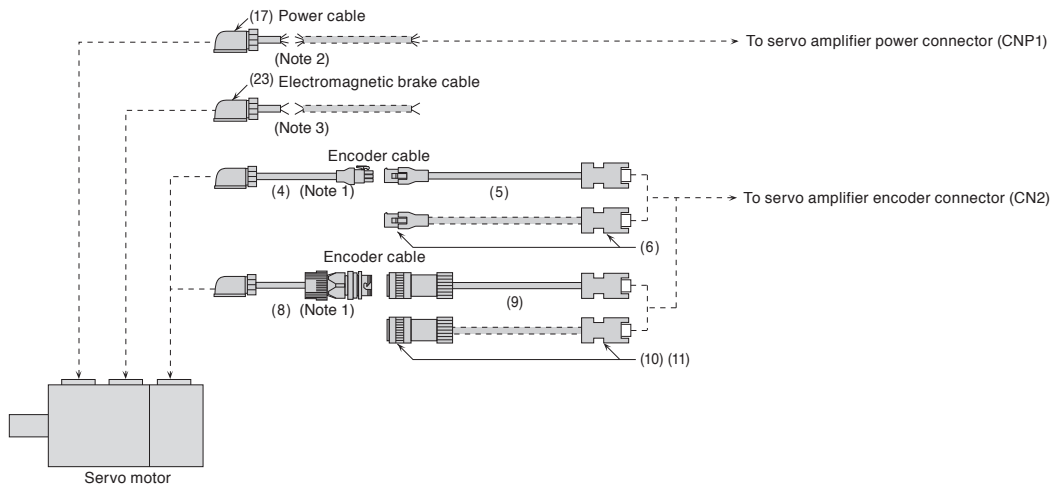 (17) Power cable
To servo amplifier power connector (CNP1)
(Note 2)
(23) Electromagnetic brake cable
(Note 3)
Encoder cable
(4) (Note 1)
(5)
To servo amplifier encoder connector (CN2)
(6)
Encoder cable
(8) (Note 1)
(9)
(10) (11)
Servo motor